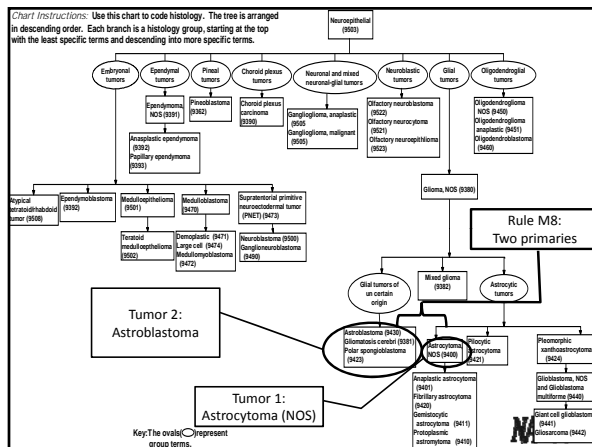 Chart Instructions: Use this chart to code histology. The tree is arranged
in descending order. Each branch is a histology group, starting at the top
with the least specific terms and descending into more specific terms.
Neuroepithelial
(9503)
Embryonal
tumors
Ependymal
tumors
Pineal
tumors
Choroid plexus
tumors
Neuronal and mixed
neuronal-glial tumors
Neuroblastic
tumors
Glial
tumors
Oligodendroglial
tumors
Ependymoma,
NOS (9391)
Anasplastic ependymoma
(9392)
Papillary ependymoma
(9393)
Pineoblastoma
(9362)
Choroid plexus
carcinoma
(9390)
Ganglioglioma, anaplastic
(9505
Ganglioglioma, malignant
(9505)
Olfactory neuroblastoma
(9522)
Olfactory neurocytoma
(9521)
Olfactory neuroepithlioma
(9523)
Oligodendroglioma
NOS (9450)
Oligodendroglioma
anaplastic (9451)
Oligodendroblastoma
(9460)
Glioma, NOS (9380)
Atypical
tetratoid/rhabdoid
tumor (9508)
Ependymoblastoma
(9392)
Medulloepithelioma
(9501)
Teratoid
medulloepthelioma
(9502)
Medulloblastoma
(9470)
Demoplastic (9471)
Large cell (9474)
Medullomyoblastoma
(9472)
Supratentorial primitive
neuroectodermal tumor
(PNET) (9473)
Neuroblastoma (9500)
Ganglioneuroblastoma
(9490)
Rule M8:
Two primaries
Glial tumors of
un certain
origin
Mixed glioma
(9382)
Astrocytic
tumors
Tumor 2:
Astroblastoma
Astroblastoma (9430)
Gliomatosis cerebri (9381)
Polar spongioblastoma
(9423)
Astrocytoma,
NOS (9400)
Pilocytic
astrocytoma
(9421)
Pleomorphic
xanthoastrocytoma
(9424)
Tumor 1:
Astrocytoma (NOS)
Anaplastic astrocytoma
(9401)
Fibrillary astrocytoma
(9420)
Gemistocytic
astrocytoma (9411)
Protoplasmic
astromytoma (9410)
Glioblastoma, NOS
and Glioblastoma
multiforme (9440)
Giant cell glioblastoma
(9441)
Gliosarcoma (9442)
Key:The ovals represent
group terms.